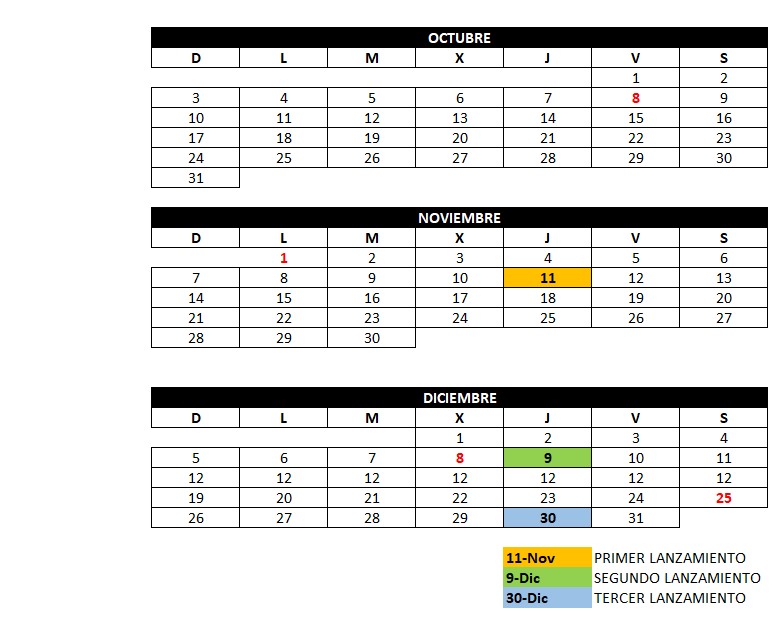 OCTUBRE
D L M X J V S
1 2
3 4 5 6 7 8 9
10 11 12 13 14 15 16
17 18 19 20 21 22 23
24 25 26 27 28 29 30
31
NOVIEMBRE
D L M X J V S
1 2 3 4 5 6
7 8 9 10 11 12 13
14 15 16 17 18 19 20
21 22 23 24 25 26 27
28 29 30
DICIEMBRE
D L M X J V S
1 2 3 4
5 6 7 8 9 10 11
12 12 12 12 12 12 12
19 20 21 22 23 24 25
26 27 28 29 30 31
11-Nov PRIMER LANZAMIENTO
9-Dic SEGUNDO LANZAMIENTO
30-Dic TERCER LANZAMIENTO